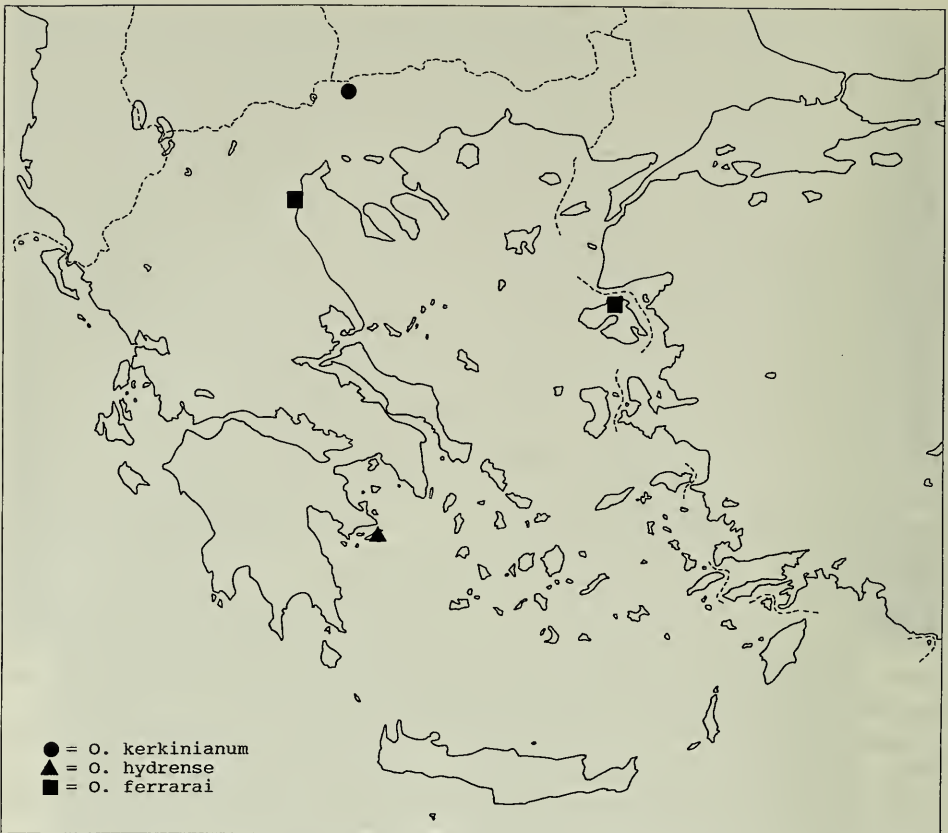 ● = O. kerkinianum
▲ = O. hydrense
■ = O. ferrarai